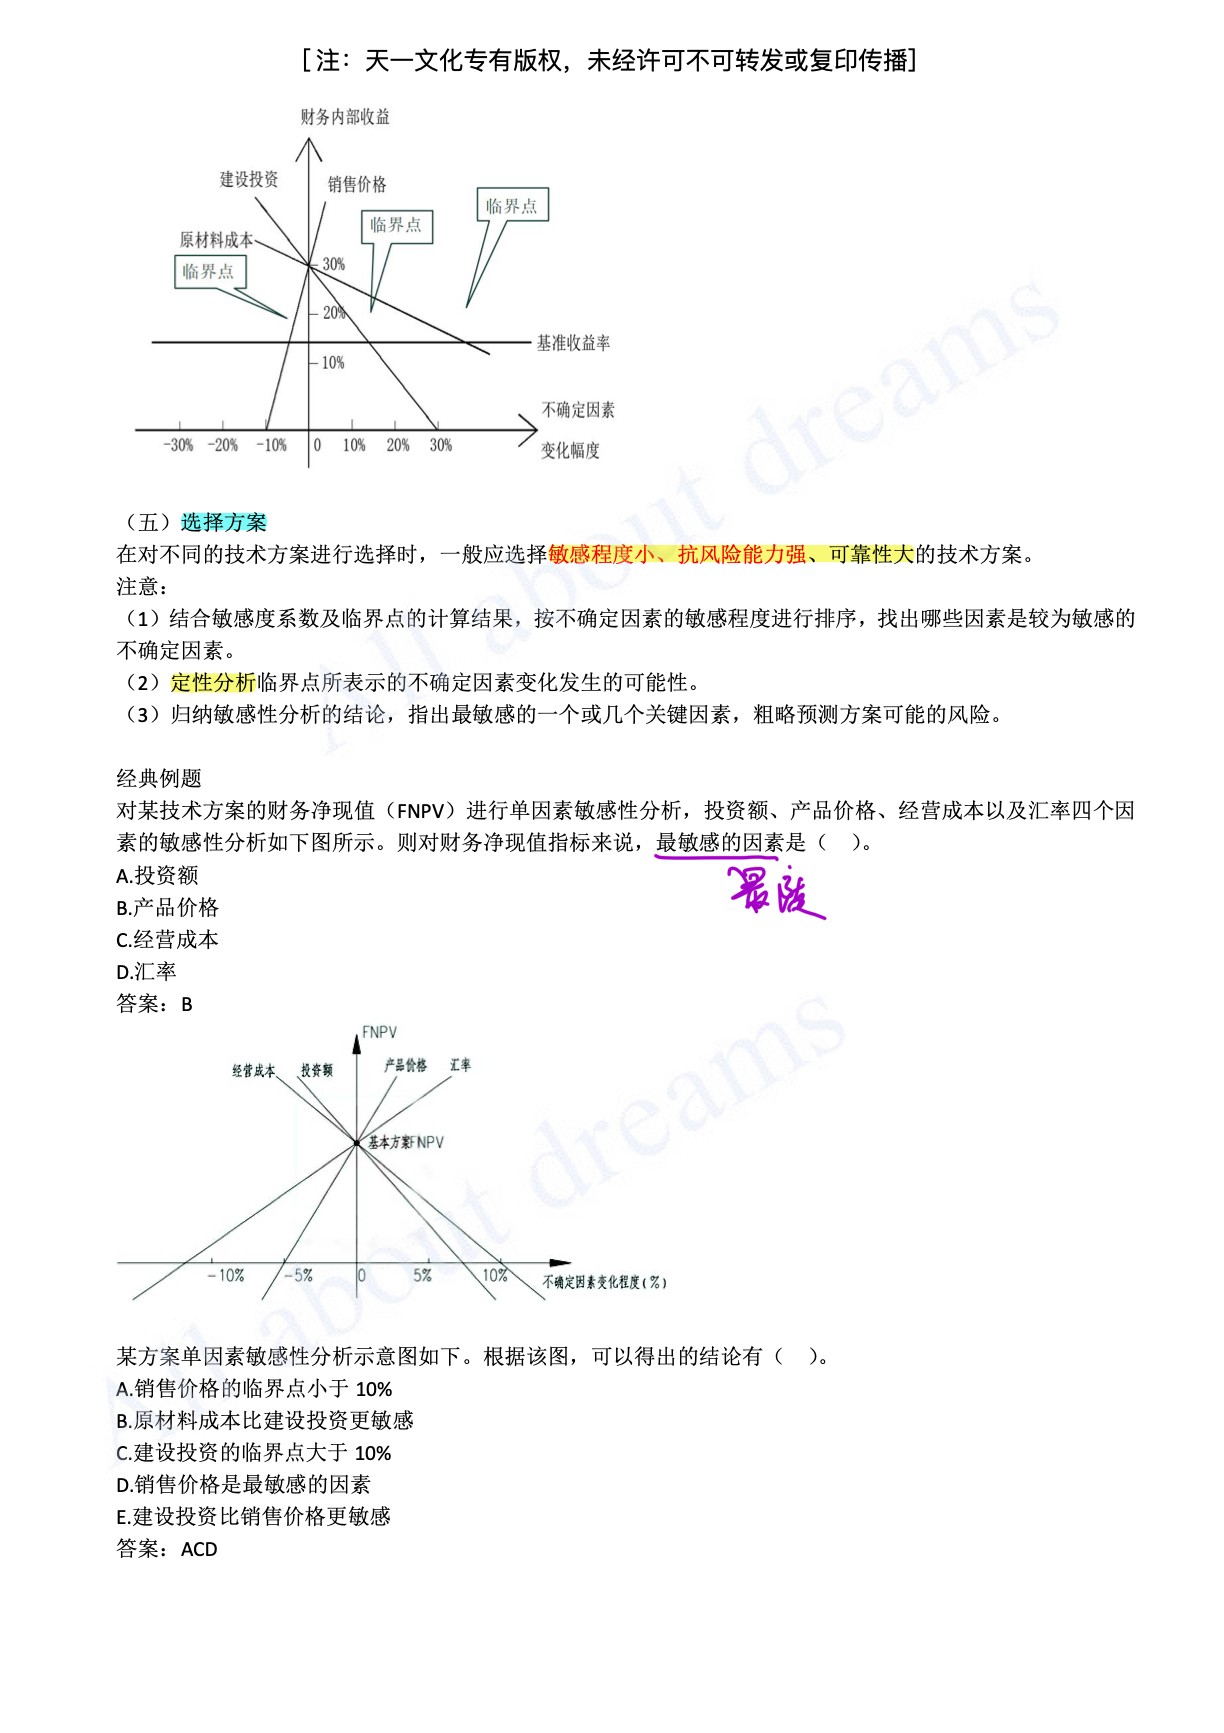 [注：天一文化专有版权，未经许可不可转发或复印传播]
财务内部收益
建设投资
销售价格
临界点
临界点
原材料成本
临界点
30%
20%
基准收益率
10%
不确定因素
-30% -20% -10% 0 10% 20% 30%
变化幅度
（五）选择方案
在对不同的技术方案进行选择时，一般应选择敏感程度小、抗风险能力强、可靠性大的技术方案。
注意：
（1）结合敏感度系数及临界点的计算结果，按不确定因素的敏感程度进行排序，找出哪些因素是较为敏感的
不确定因素。
（2）定性分析临界点所表示的不确定因素变化发生的可能性。
（3）归纳敏感性分析的结论，指出最敏感的一个或几个关键因素，粗略预测方案可能的风险。
经典例题
对某技术方案的财务净现值（FNPV）进行单因素敏感性分析，投资额、产品价格、经营成本以及汇率四个因
素的敏感性分析如下图所示。则对财务净现值指标来说，最敏感的因素是（ ）。
最陡
A.投资额
B.产品价格
C.经营成本
D.汇率
答案：B
FNPV
经营成本 投资额 产品价格 汇率
基本方案FNPV
-10% -5% 0 5% 10% 不确定因素变化程度(%)
某方案单因素敏感性分析示意图如下。根据该图，可以得出的结论有（ ）。
A.销售价格的临界点小于 10%
B.原材料成本比建设投资更敏感
C.建设投资的临界点大于 10%
D.销售价格是最敏感的因素
E.建设投资比销售价格更敏感
答案：ACD
All about dreams
All about dreams